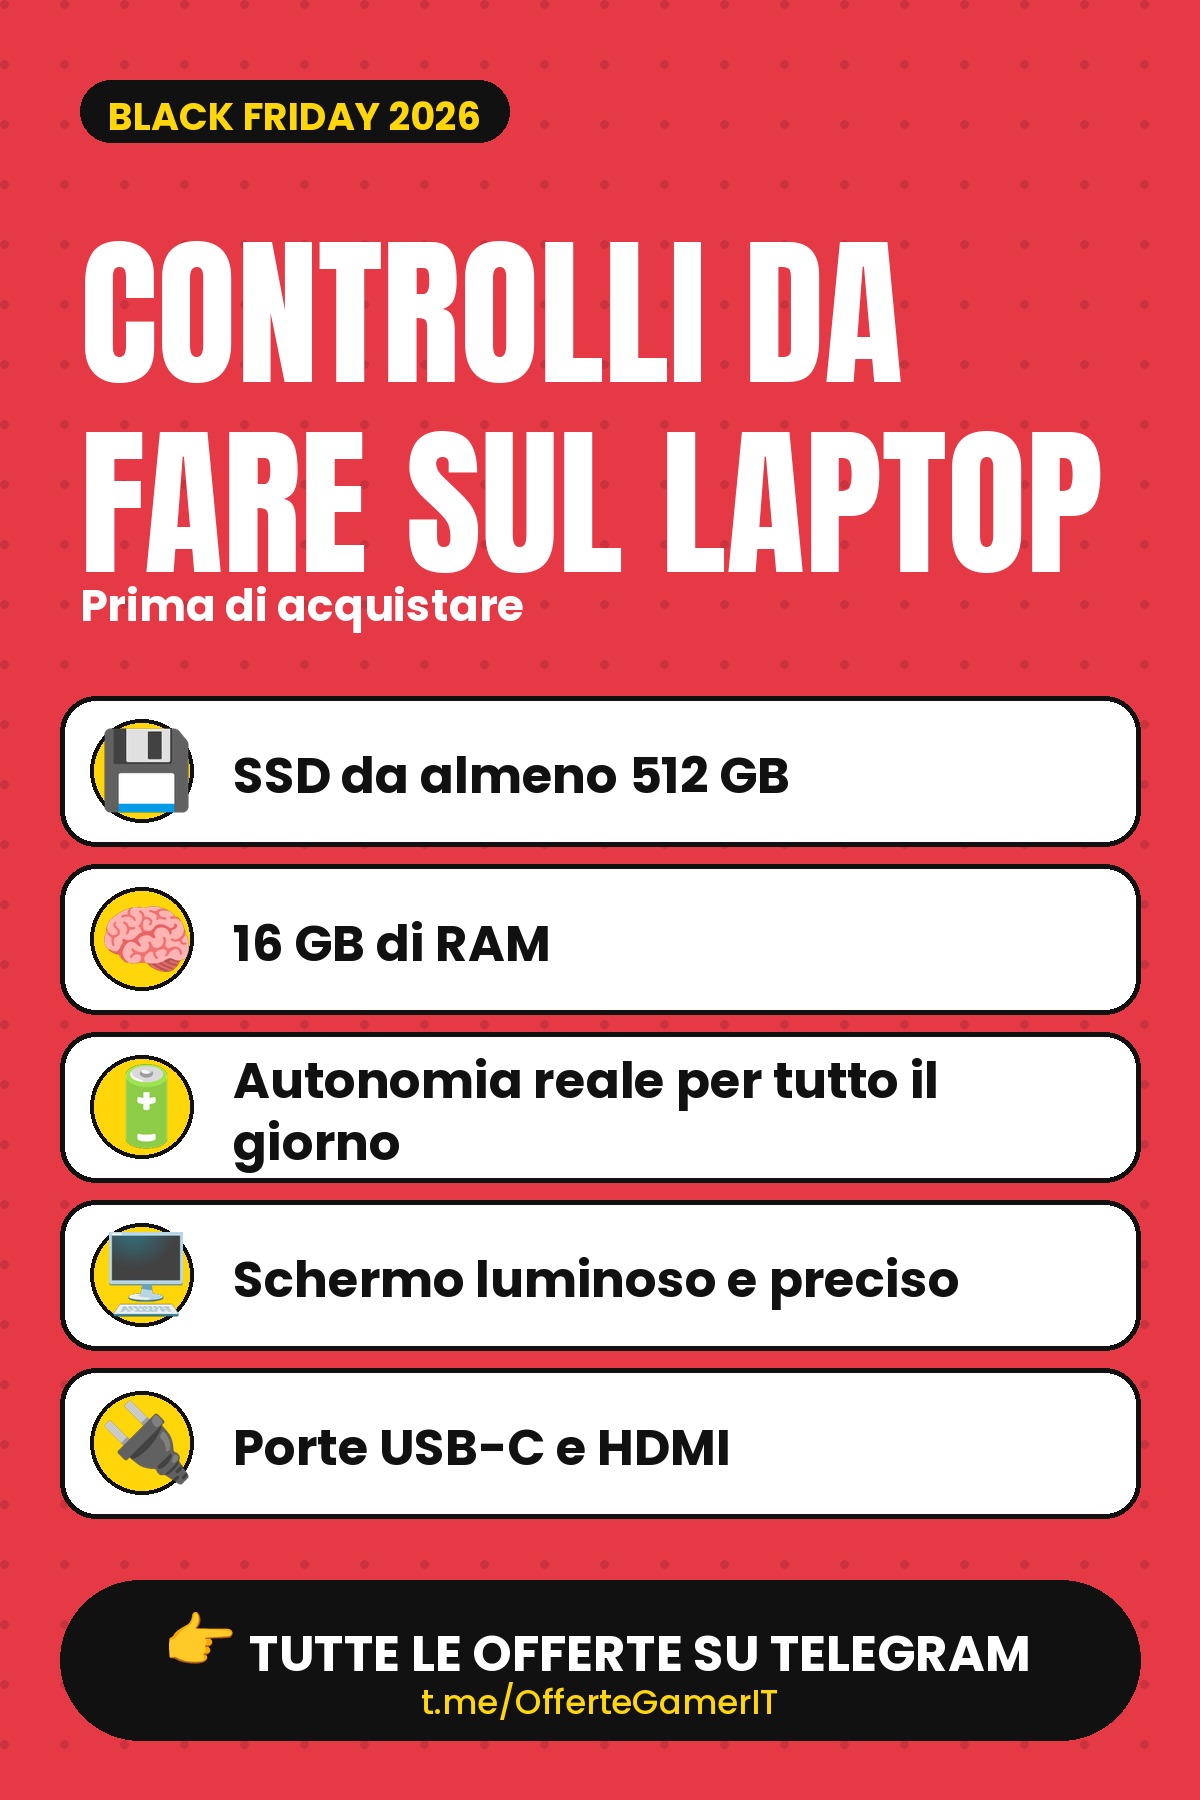 BLACK FRIDAY 2026
CONTROLLI DA
FARE SUL LAPTOP
Prima di acquistare
SSD da almeno 512 GB
16 GB di RAM
Autonomia reale per tutto il
giorno
Schermo luminoso e preciso
Porte USB-C e HDMI
👉 TUTTE LE OFFERTE SU TELEGRAM
t.me/OfferteGamerIT